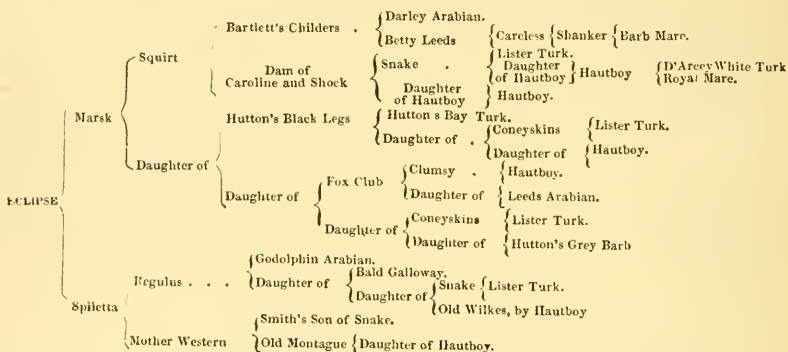 Bartlett's Childers . Darley Arabian.
Betty Leeds Careless Shanker Barb Mare.
Squirt
Dam of Caroline and Shock
Snake . Lister Turk.
Daughter of Hautboy Hautboy D'Arcey White Turk
Royal Mare.
Daughter of Hautboy Hautboy.
Marsk
Hutton's Black Legs Hutton s Bay Turk.
Daughter of . Coneyskins Lister Turk.
Daughter of Hautboy.
Daughter of
Daughter of Fox Club Clumsy . Hautboy.
Daughter of Leeds Arabian.
Daughter of Coneyskins Lister Turk.
Daughter of Hutton's Grey Barb
ECLIPSE
Spiletta
Regulus . . . Godolphin Arabian.
Daughter of Bald Galloway.
Daughter of Snake Lister Turk.
Old Wilkes, by Hautboy
Mother Western Smith's Son of Snake.
Old Montague Daughter of Hautboy.